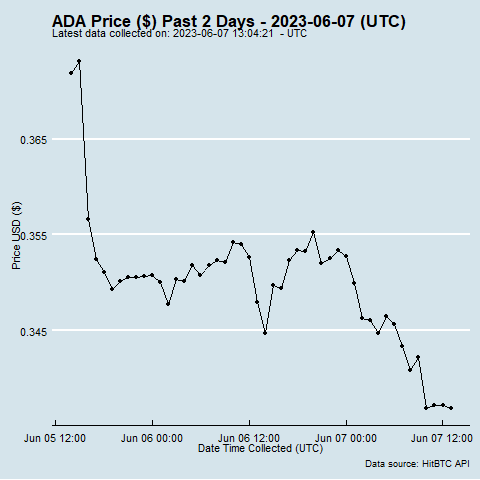 ADA Price ($) Past 2 Days - 2023-06-07 (UTC)
Latest data collected on: 2023-06-07 13:04:21 - UTC
0.365
0.355
0.345
Price USD ($)
Jun 05 12:00 Jun 06 00:00 Jun 06 12:00 Jun 07 00:00 Jun 07 12:00
Date Time Collected (UTC)
Data source: HitBTC API